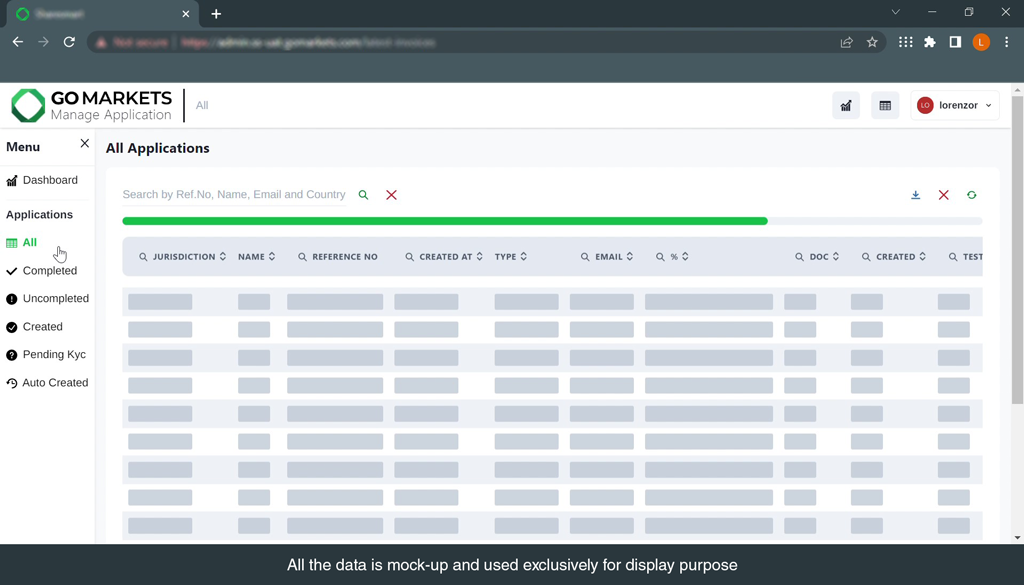 GO MARKETS
Manage Application
All
LO
lorenzor
L
Menu
Dashboard
Applications
All
Completed
Uncompleted
Created
Pending Kyc
Auto Created
All Applications
Search by Ref.No, Name, Email and Country
JURISDICTION NAME REFERENCE NO CREATED AT TYPE EMAIL % DOC CREATED TEST
All the data is mock-up and used exclusively for display purpose